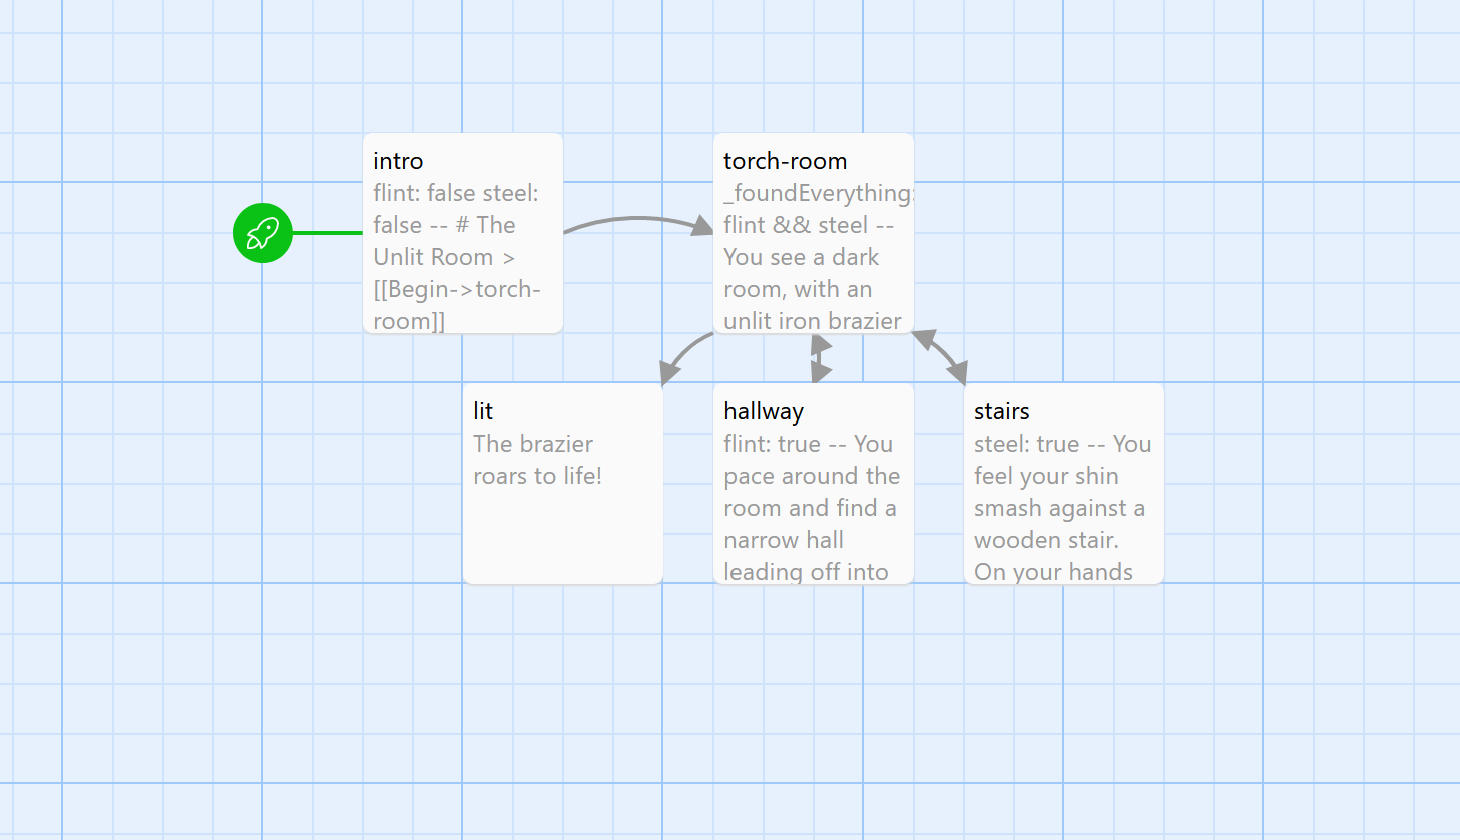 intro
flint: false steel:
false -- # The
Unlit Room >
[[Begin->torch-
room]]
torch-room
_foundEverything:
flint && steel --
You see a dark
room, with an
unlit iron brazier
lit
The brazier
roars to life!
hallway
flint: true -- You
pace around the
room and find a
narrow hall
leading off into
stairs
steel: true -- You
feel your shin
smash against a
wooden stair.
On your hands